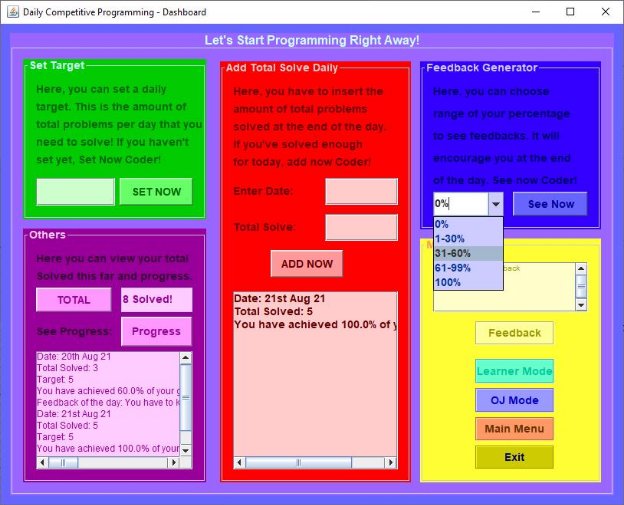 Daily Competitive Programming - Dashboard
Let's Start Programming Right Away!
Set Target
Here, you can set a daily
target. This is the amount of
total problems per day that you
need to solve! If you haven't
set yet, Set Now Coder!
SET NOW
Others
Here you can view your total
Solved this far and progress.
TOTAL
8 Solved!
See Progress:
Progress
Date: 20th Aug 21
Total Solved: 3
Target: 5
You have achieved 60.0% of your
Feedback of the day: You have to
Date: 21st Aug 21
Total Solved: 5
Target: 5
You have achieved 100.0% of your
Add Total Solve Daily
Here, you have to insert the
amount of total problems
solved at the end of the day.
If you've solved enough
for today, add now Coder!
Enter Date:
Total Solve:
ADD NOW
Date: 21st Aug 21
Total Solved: 5
You have achieved 100.0% of
Feedback Generator
Here, you can choose
range of your percentage
to see feedbacks. It will
encourage you at the end
of the day. See now Coder!
0%
See Now
0%
1-30%
31-60%
61-99%
100%
Feedback
Learner Mode
OJ Mode
Main Menu
Exit